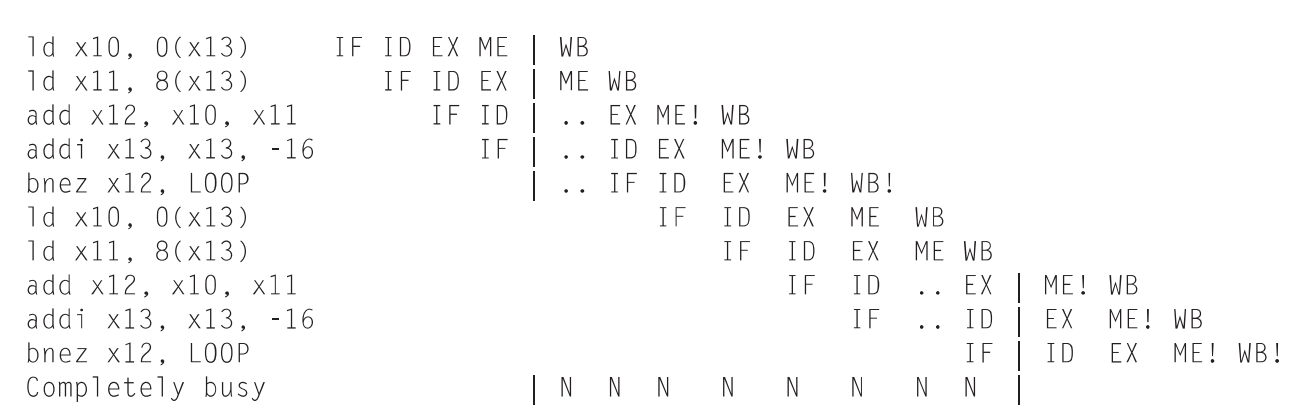 ld x10, 0(x13) IF ID EX ME | WB
ld x11, 8(x13) IF ID EX | ME WB
add x12, x10, x11 IF ID | .. EX ME! WB
addi x13, x13, -16 IF | .. ID EX ME! WB
bnez x12, LOOP | .. IF ID EX ME! WB!
ld x10, 0(x13) IF ID EX ME WB
ld x11, 8(x13) IF ID EX ME WB
add x12, x10, x11 IF ID .. EX | ME! WB
addi x13, x13, -16 IF .. ID | EX ME! WB
bnez x12, LOOP IF | ID EX ME! WB!
Completely busy | N N N N N N N N |